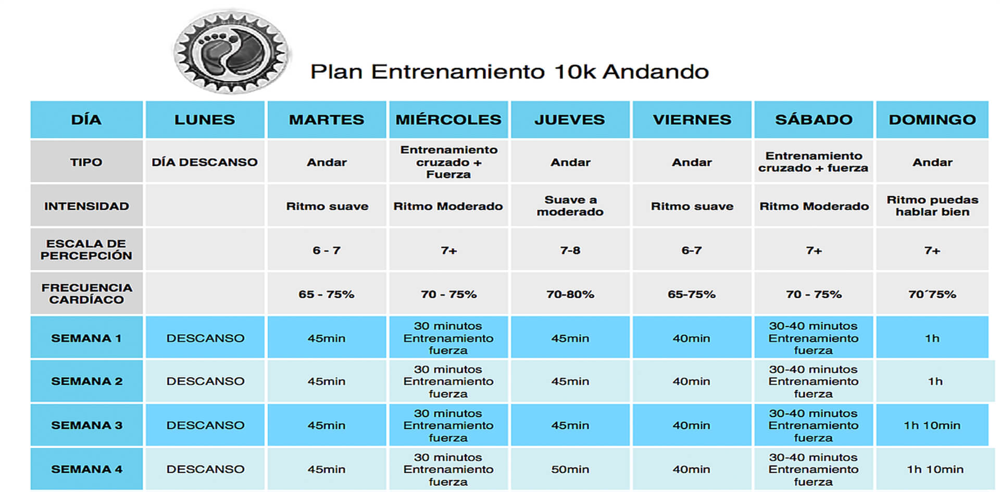 Plan Entrenamiento 10k Andando
DÍA LUNES MARTES MIÉRCOLES JUEVES VIERNES SÁBADO DOMINGO
TIPO
DÍA DESCANSO
Andar
Entrenamiento
cruzado +
Fuerza
Andar
Andar
Entrenamiento
cruzado + fuerza
Andar
INTENSIDAD
Ritmo suave
Ritmo Moderado
Suave a
moderado
Ritmo suave
Ritmo Moderado
Ritmo puedas
hablar bien
ESCALA DE
PERCEPCIÓN
6 - 7
7+
7-8
6-7
7+
7+
FRECUENCIA
CARDÍACO
65 - 75%
70 - 75%
70-80%
65-75%
70 - 75%
70´75%
SEMANA 1
DESCANSO
45min
30 minutos
Entrenamiento
fuerza
45min
40min
30-40 minutos
Entrenamiento
fuerza
1h
SEMANA 2
DESCANSO
45min
30 minutos
Entrenamiento
fuerza
45min
40min
30-40 minutos
Entrenamiento
fuerza
1h
SEMANA 3
DESCANSO
45min
30 minutos
Entrenamiento
fuerza
45min
40min
30-40 minutos
Entrenamiento
fuerza
1h 10min
SEMANA 4
DESCANSO
45min
30 minutos
Entrenamiento
fuerza
50min
40min
30-40 minutos
Entrenamiento
fuerza
1h 10min